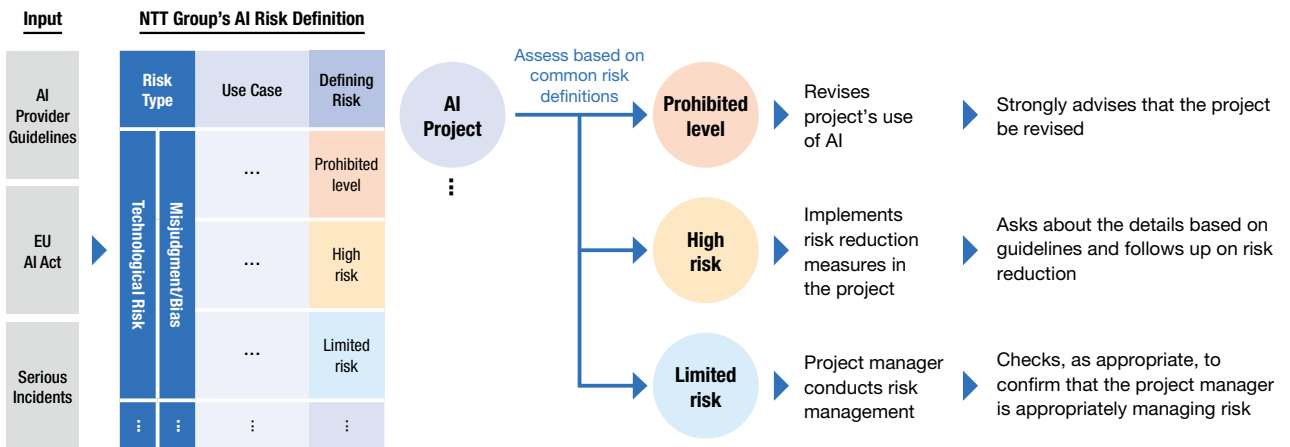 Input
NTT Group's AI Risk Definition
AI
Provider
Guidelines
EU
AI Act
Serious
Incidents
Risk
Type
Use Case
Defining
Risk
Technological Risk
Misjudgment/Bias
...
Prohibited
level
...
High
risk
...
Limited
risk
...
...
...
...
AI
Project
...
Assess based on
common risk
definitions
Prohibited
level
Revises
project's use
of AI
Strongly advises that the project
be revised
High
risk
Implements
risk reduction
measures in
the project
Asks about the details based on
guidelines and follows up on risk
reduction
Limited
risk
Project manager
conducts risk
management
Checks, as appropriate, to
confirm that the project manager
is appropriately managing risk